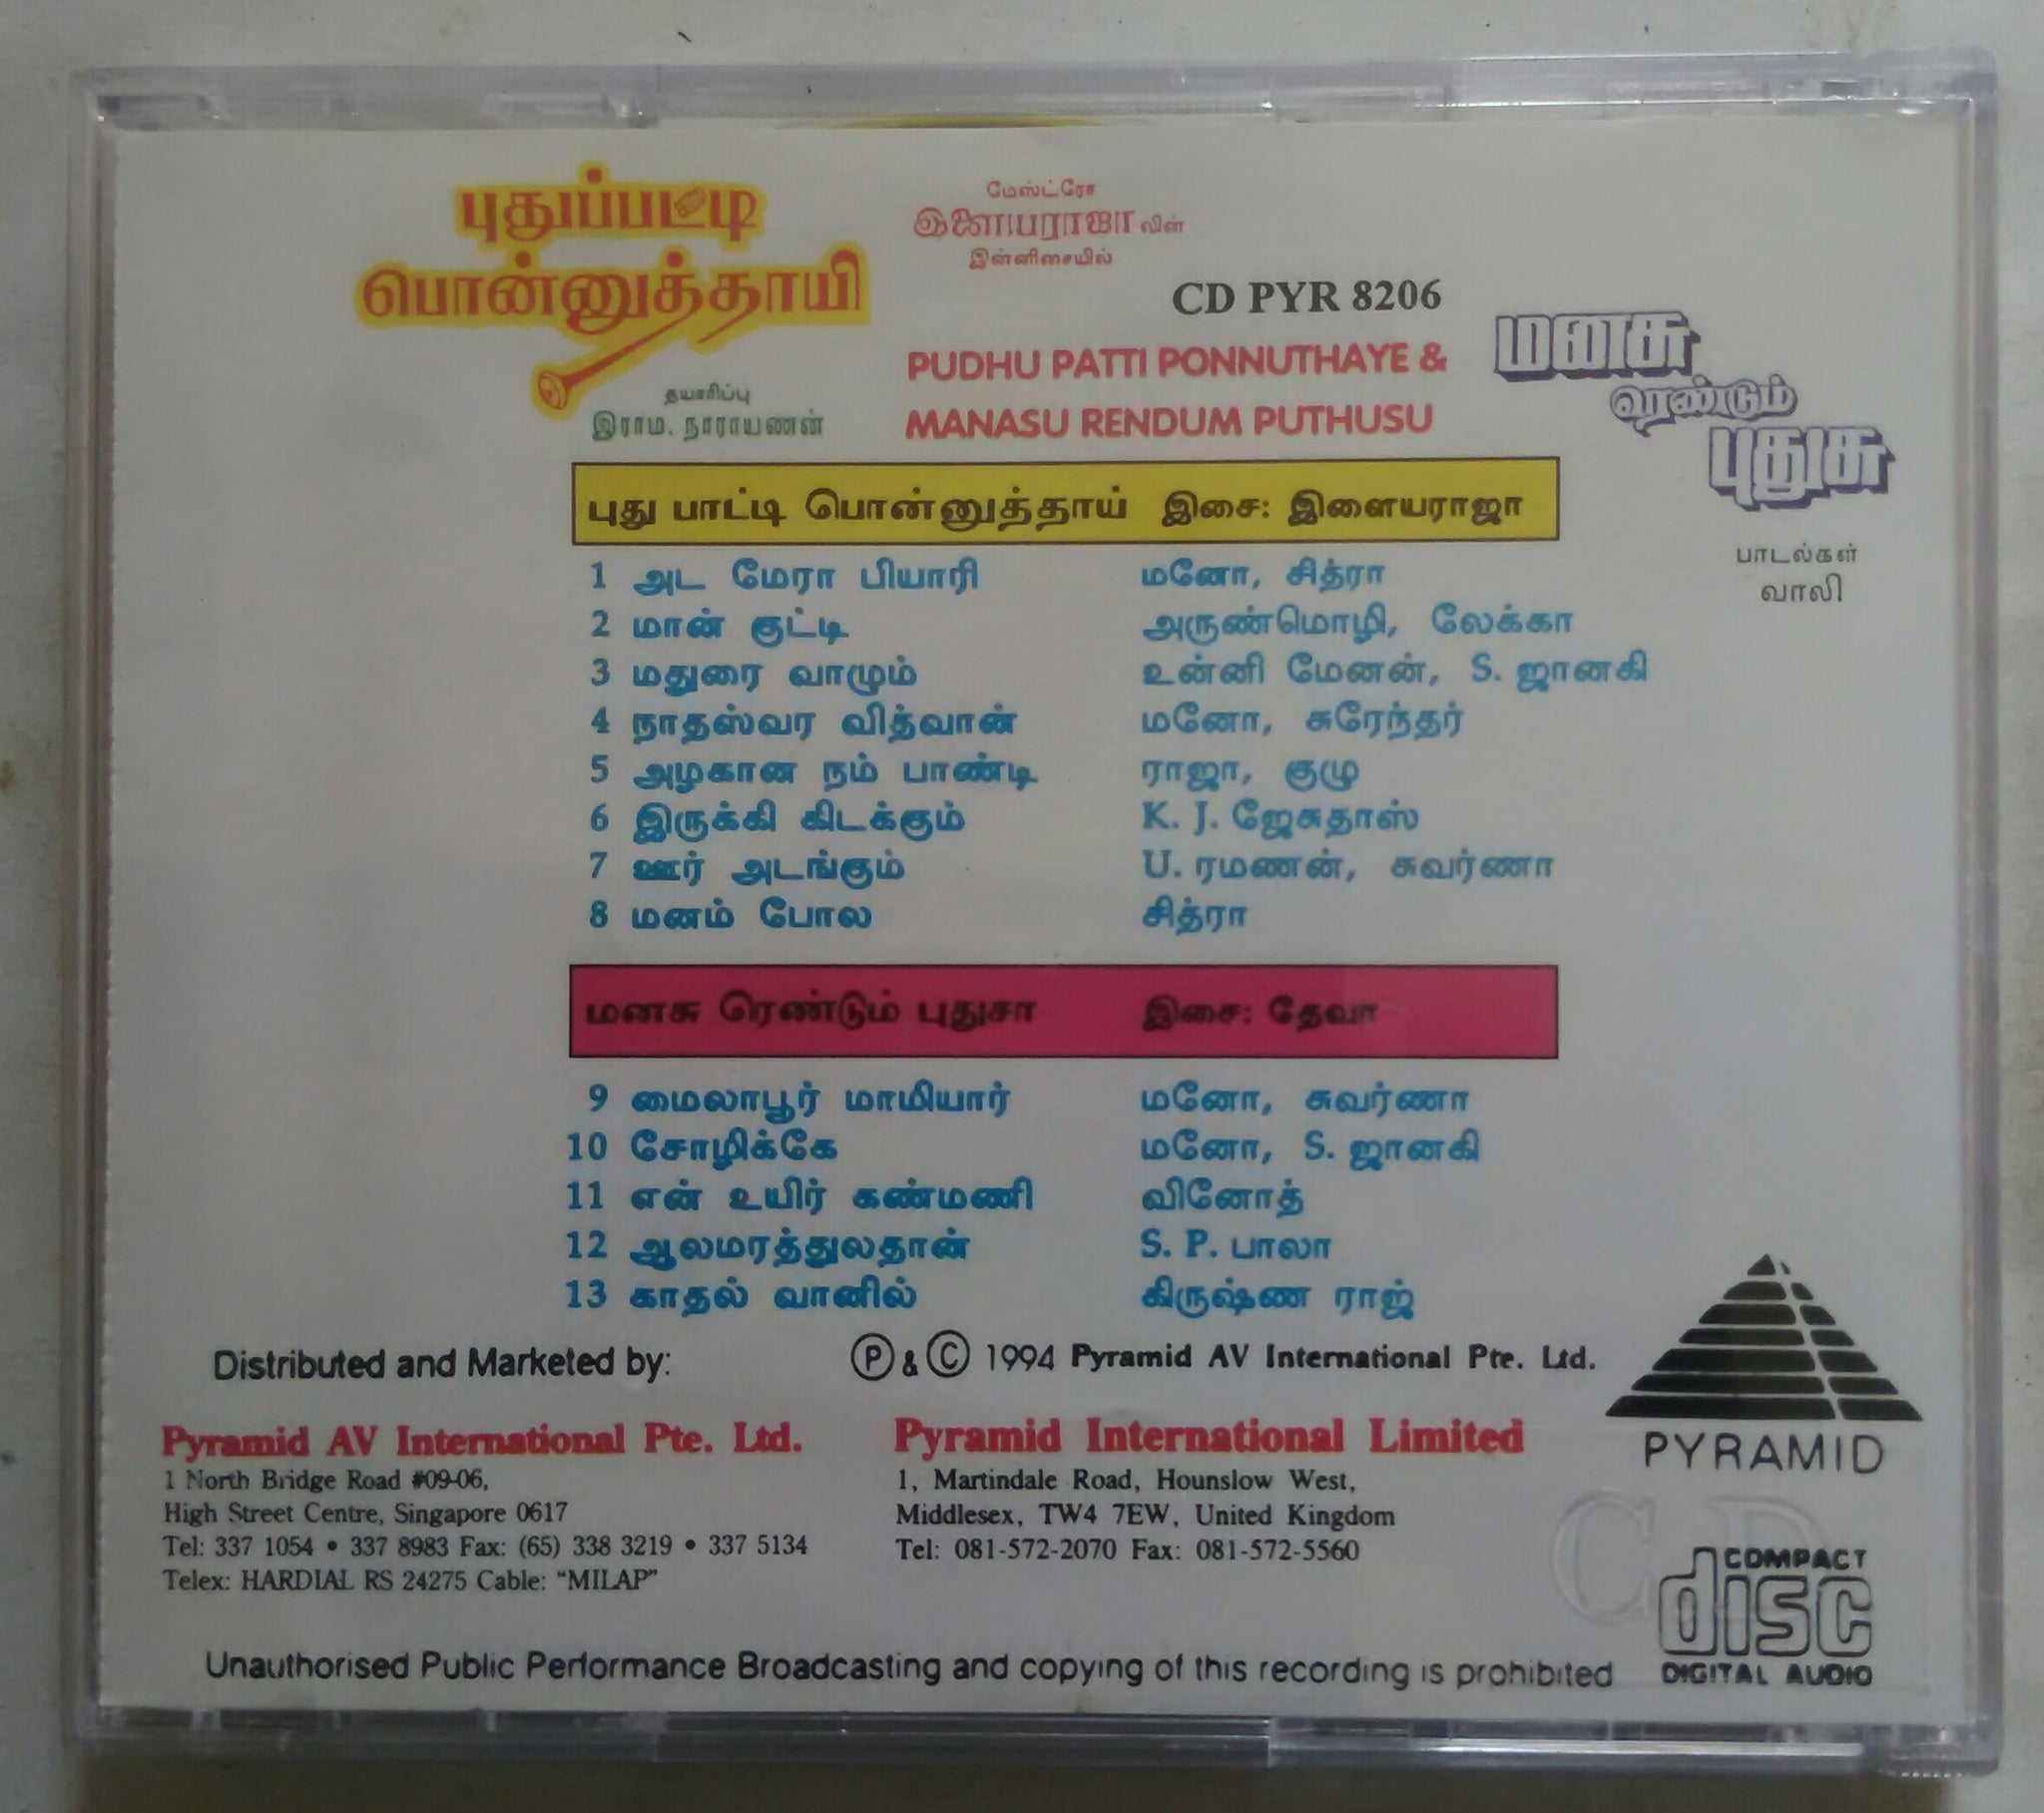 புதுப்பட்டி
பொன்னுத்தாயி
தயாரிப்பு
இராம. நாராயணன்
மேஸ்ட்ரோ
இளையராஜாவின்
இன்னிசையில்
CD PYR 8206
PUDHU PATTI PONNUTHAYE &
MANASU RENDUM PUTHUSU
மனசு
ரெண்டும்
புதுசு
பாடல்கள்
வாலி
புது பாட்டி பொன்னுத்தாய் இசை: இளையராஜா
1 அட மேரா பியாரி மனோ, சித்ரா
2 மான் குட்டி அருண்மொழி, லேக்கா
3 மதுரை வாழும் உன்னி மேனன், S. ஜானகி
4 நாதஸ்வர வித்வான் மனோ, சுரேந்தர்
5 அழகான நம் பாண்டி ராஜா, குழு
6 இருக்கி கிடக்கும் K. J. ஜேசுதாஸ்
7 ஊர் அடங்கும் U. ரமணன், சுவர்ணா
8 மனம் போல சித்ரா
மனசு ரெண்டும் புதுசா இசை: தேவா
9 மைலாபூர் மாமியார் மனோ, சுவர்ணா
10 சோழிக்கே மனோ, S. ஜானகி
11 என் உயிர் கண்மணி வினோத்
12 ஆலமரத்துலதான் S. P. பாலா
13 காதல் வானில் கிருஷ்ண ராஜ்
Distributed and Marketed by:
Ⓟ & © 1994 Pyramid AV International Pte. Ltd.
Pyramid AV International Pte. Ltd.
1 North Bridge Road #09-06,
High Street Centre, Singapore 0617
Tel: 337 1054 • 337 8983 Fax: (65) 338 3219 • 337 5134
Telex: HARDIAL RS 24275 Cable: “MILAP”
Pyramid International Limited
1, Martindale Road, Hounslow West,
Middlesex, TW4 7EW, United Kingdom
Tel: 081-572-2070 Fax: 081-572-5560
PYRAMID
CD
COMPACT
disc
DIGITAL AUDIO
Unauthorised Public Performance Broadcasting and copying of this recording is prohibited